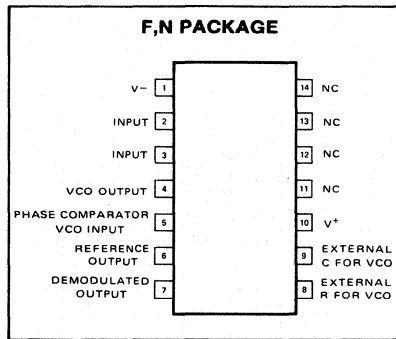 F,N PACKAGE
V− 1
14 NC
INPUT 2
13 NC
INPUT 3
12 NC
VCO OUTPUT 4
11 NC
PHASE COMPARATOR
VCO INPUT 5
10 V+
REFERENCE
OUTPUT 6
9 EXTERNAL
C FOR VCO
DEMODULATED
OUTPUT 7
8 EXTERNAL
R FOR VCO